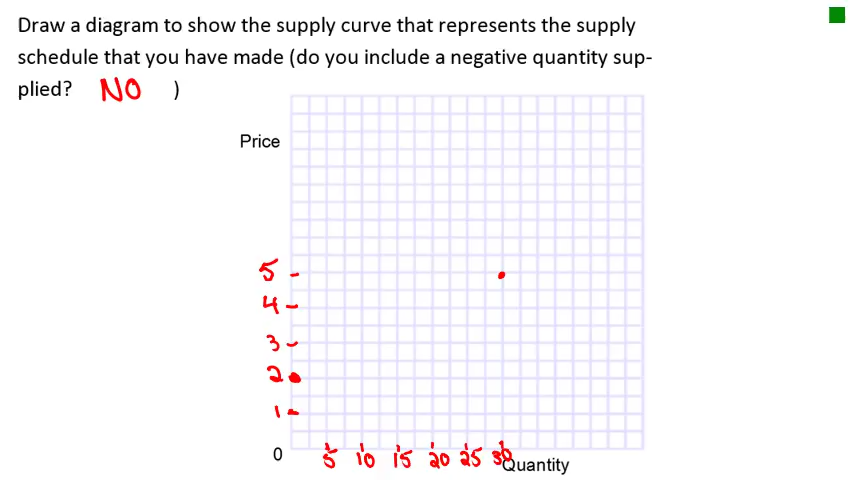 Draw a diagram to show the supply curve that represents the supply
schedule that you have made (do you include a negative quantity sup-
plied? NO )
Price
5
4
3
2
1
0 5 10 15 20 25 30 Quantity